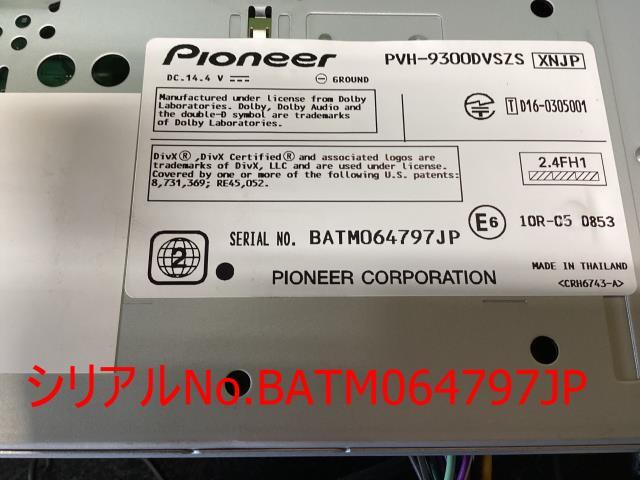 Pioneer
PVH-9300DVSZS XNJP
DC.14.4 V
GROUND
Manufactured under license from Dolby
Laboratories. Dolby, Dolby Audio and
the double-D symbol are trademarks
of Dolby Laboratories.
T D16-0305001
DivX®,DivX Certified® and associated logos are
trademarks of DivX, LLC and are used under license.
Covered by one or more of the following U.S. patents:
8,731,369; RE45,052.
2.4FH1
SERIAL NO. BATM064797JP
E6 10R-05 0853
2
PIONEER CORPORATION
MADE IN THAILAND
<CRH6743-A>
シリアルNo.BATM064797JP